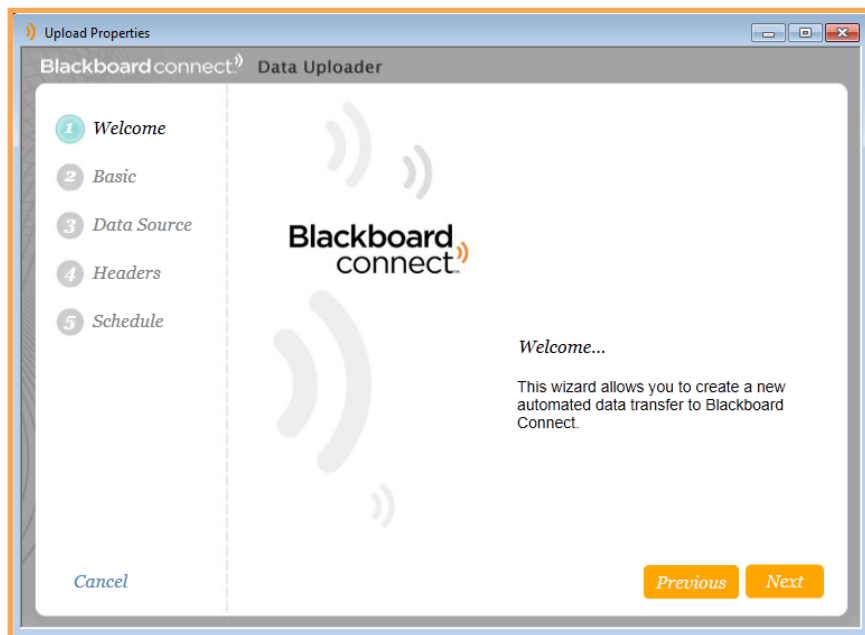 Upload Properties
Blackboard connect Data Uploader
1 Welcome
2 Basic
3 Data Source
4 Headers
5 Schedule
Blackboard
connect™
Welcome...
This wizard allows you to create a new
automated data transfer to Blackboard
Connect.
Cancel
Previous
Next